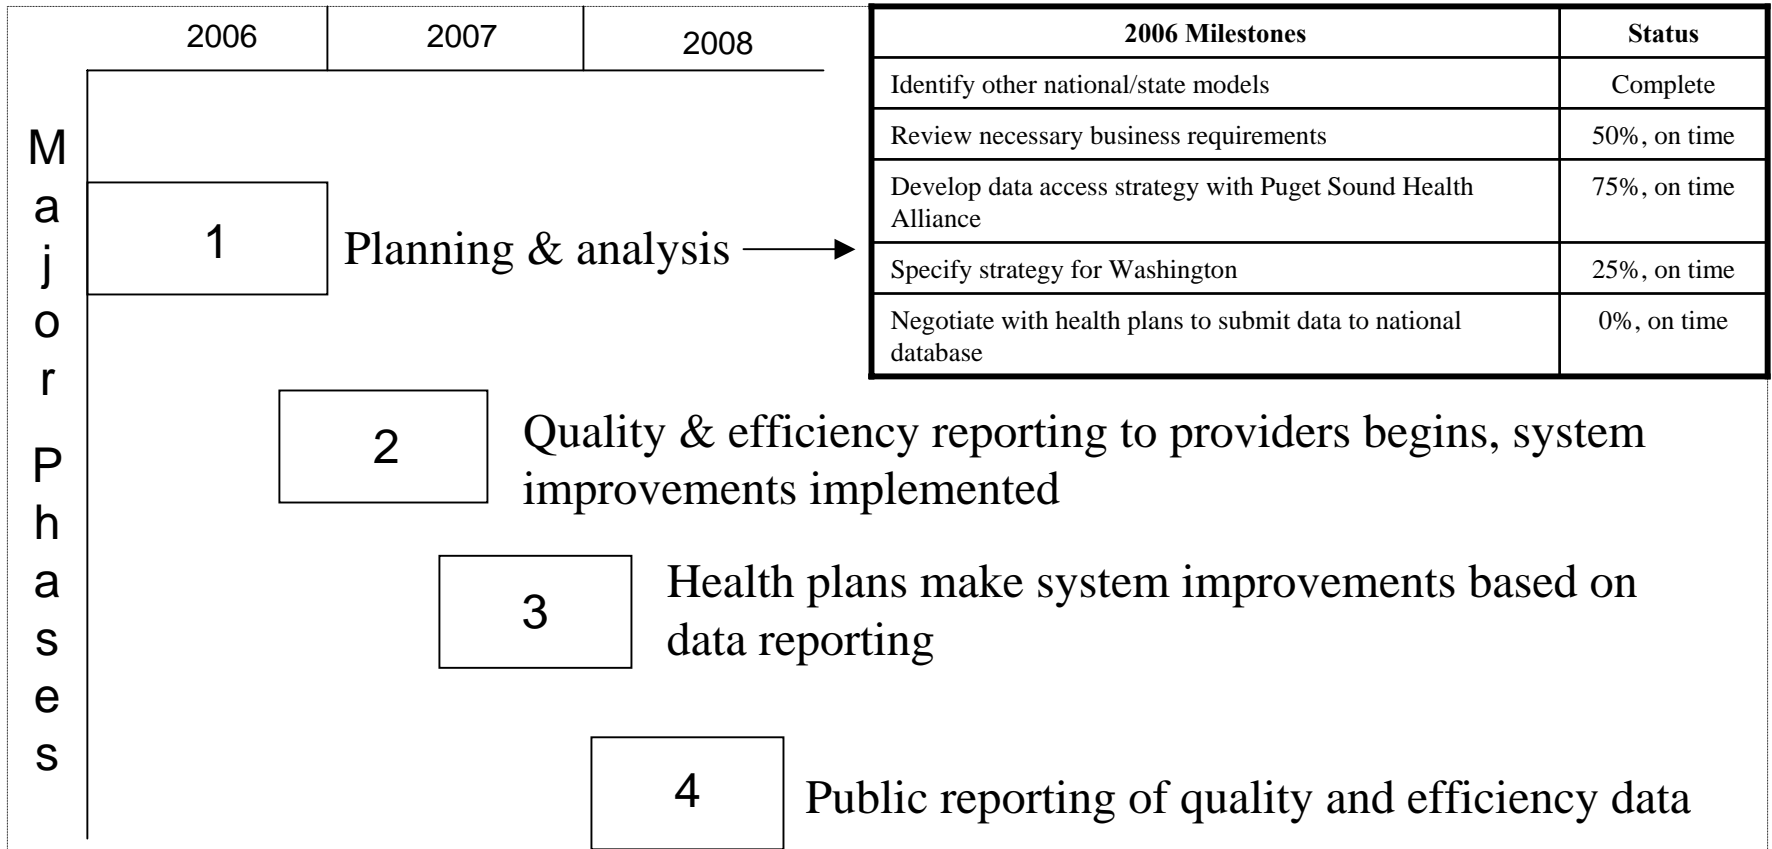 2006 2007 2008
Major Phases
2006 Milestones Status
Identify other national/state models Complete
Review necessary business requirements 50%, on time
Develop data access strategy with Puget Sound Health 75%, on time
Alliance
Specify strategy for Washington 25%, on time
Negotiate with health plans to submit data to national 0%, on time
database
1 Planning & analysis
2 Quality & efficiency reporting to providers begins, system
improvements implemented
3 Health plans make system improvements based on
data reporting
4 Public reporting of quality and efficiency data